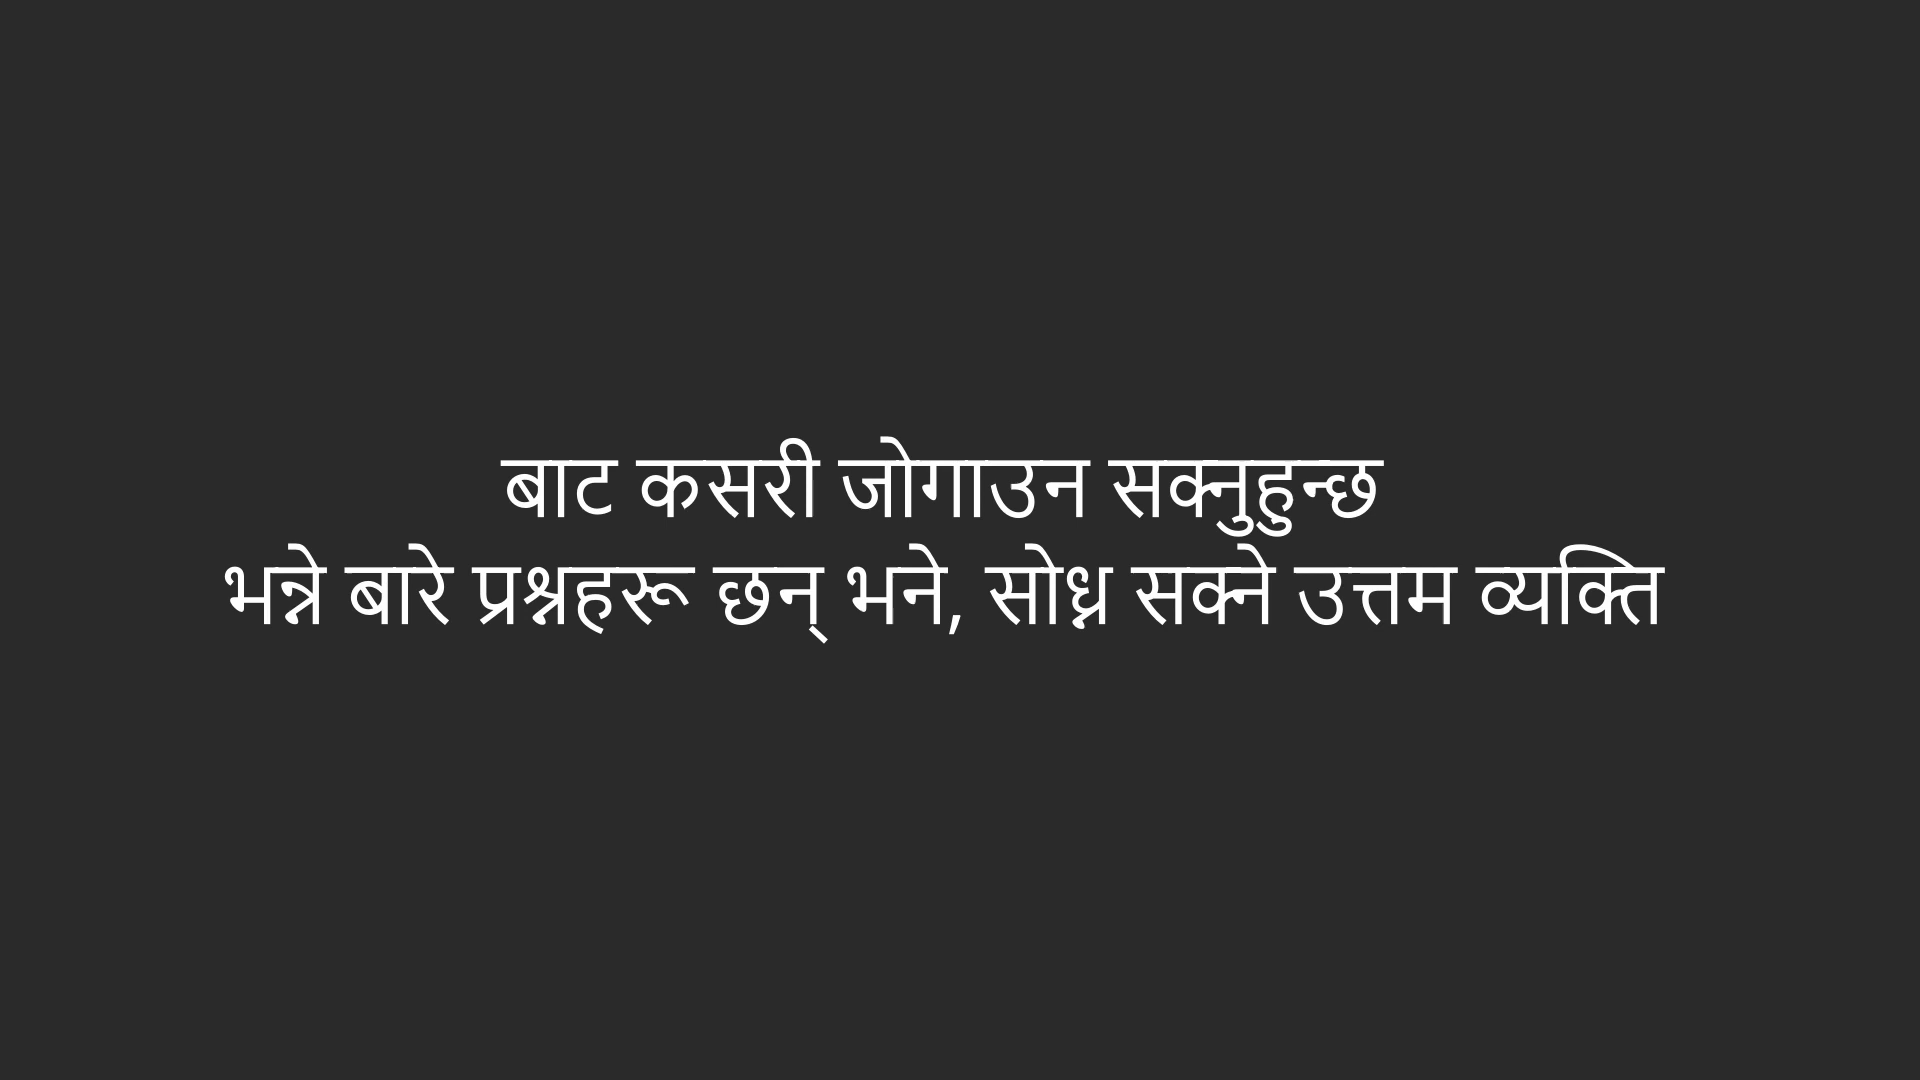 बाट कसरी जोगाउन सक्नुहुन्छ
भन्ने बारे प्रश्नहरू छन् भने, सोध्न सक्ने उत्तम व्यक्ति